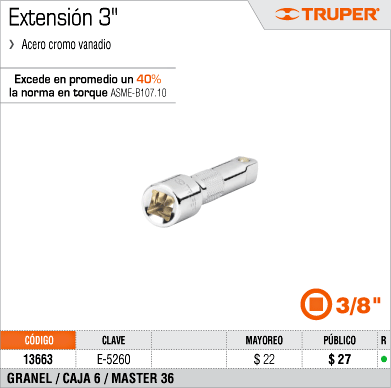 Extensión 3"
TRUPER®
❯ Acero cromo vanadio
Excede en promedio un 40%
la norma en torque ASME-B107.10
3/8"
CÓDIGO CLAVE MAYOREO PÚBLICO R
13663 E-5260 $ 22 $ 27 ●
GRANEL / CAJA 6 / MASTER 36